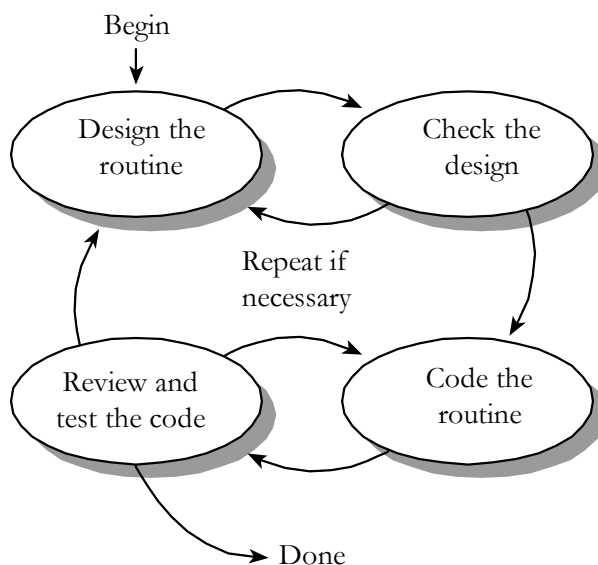 Begin
Design the
routine
Check the
design
Repeat if
necessary
Review and
test the code
Code the
routine
Done